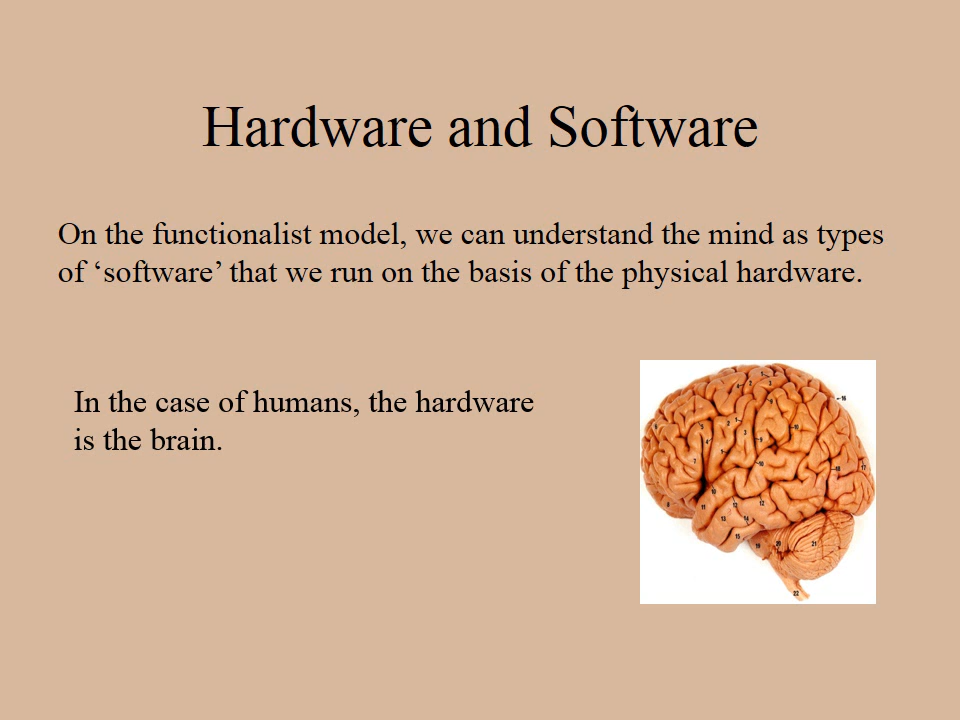 Hardware and Software
On the functionalist model, we can understand the mind as types
of ‘software’ that we run on the basis of the physical hardware.
In the case of humans, the hardware
is the brain.